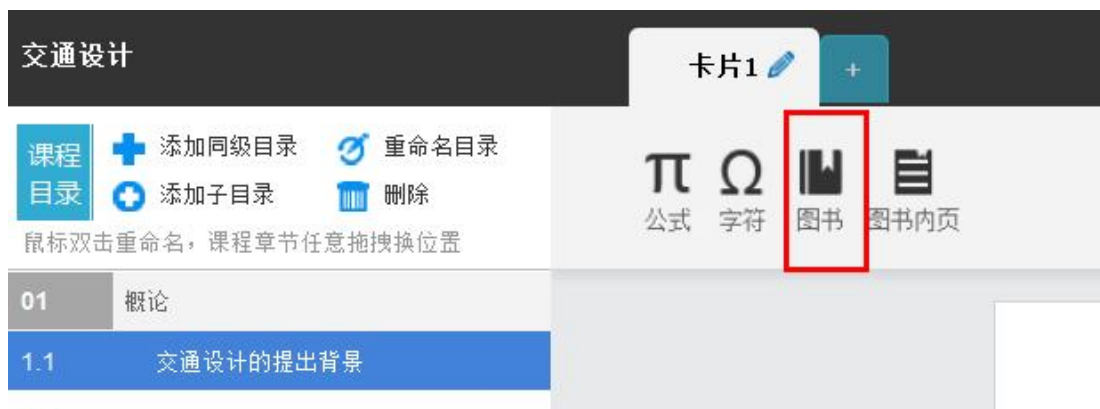 交通设计
卡片1
+
课程
目录
添加同级目录
重命名目录
添加子目录
删除
鼠标双击重命名，课程章节任意拖拽换位置
π
Ω
公式
字符
图书
图书内页
01
概论
1.1
交通设计的提出背景